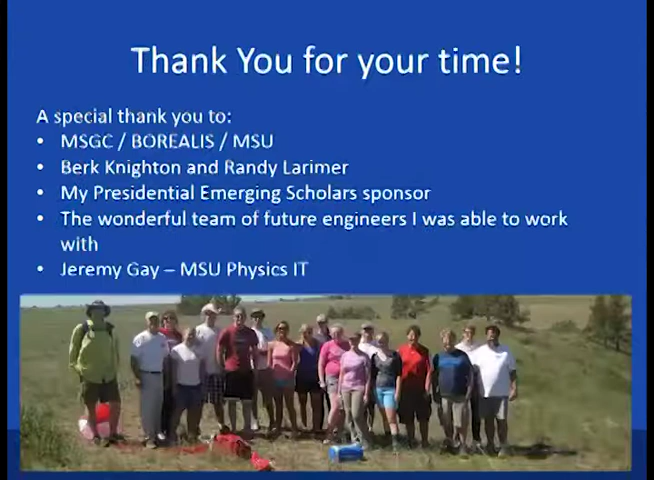 Thank You for your time!
A special thank you to:
• MSGC / BOREALIS / MSU
• Berk Knighton and Randy Larimer
• My Presidential Emerging Scholars sponsor
• The wonderful team of future engineers I was able to work
with
• Jeremy Gay – MSU Physics IT